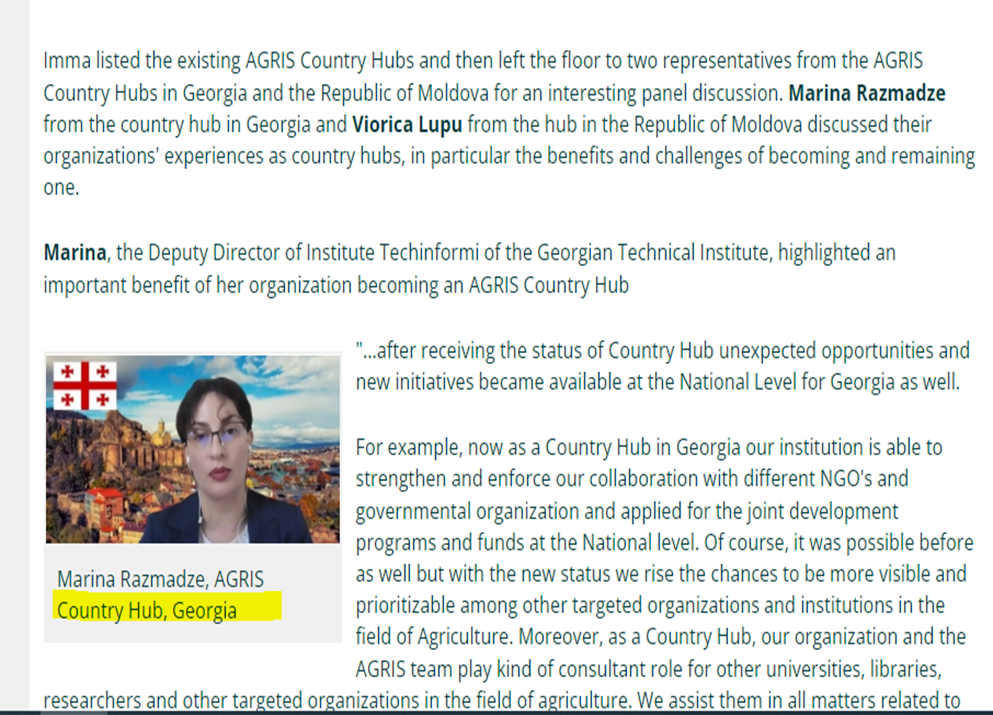 Imma listed the existing AGRIS Country Hubs and then left the floor to two representatives from the AGRIS
Country Hubs in Georgia and the Republic of Moldova for an interesting panel discussion. Marina Razmadze
from the country hub in Georgia and Viorica Lupu from the hub in the Republic of Moldova discussed their
organizations' experiences as country hubs, in particular the benefits and challenges of becoming and remaining
one.
Marina, the Deputy Director of Institute Techinformi of the Georgian Technical Institute, highlighted an
important benefit of her organization becoming an AGRIS Country Hub
"...after receiving the status of Country Hub unexpected opportunities and
new initiatives became available at the National Level for Georgia as well.
For example, now as a Country Hub in Georgia our institution is able to
strengthen and enforce our collaboration with different NGO's and
governmental organization and applied for the joint development
programs and funds at the National level. Of course, it was possible before
as well but with the new status we rise the chances to be more visible and
prioritizable among other targeted organizations and institutions in the
field of Agriculture. Moreover, as a Country Hub, our organization and the
AGRIS team play kind of consultant role for other universities, libraries,
researchers and other targeted organizations in the field of agriculture. We assist them in all matters related to
Marina Razmadze, AGRIS
Country Hub, Georgia